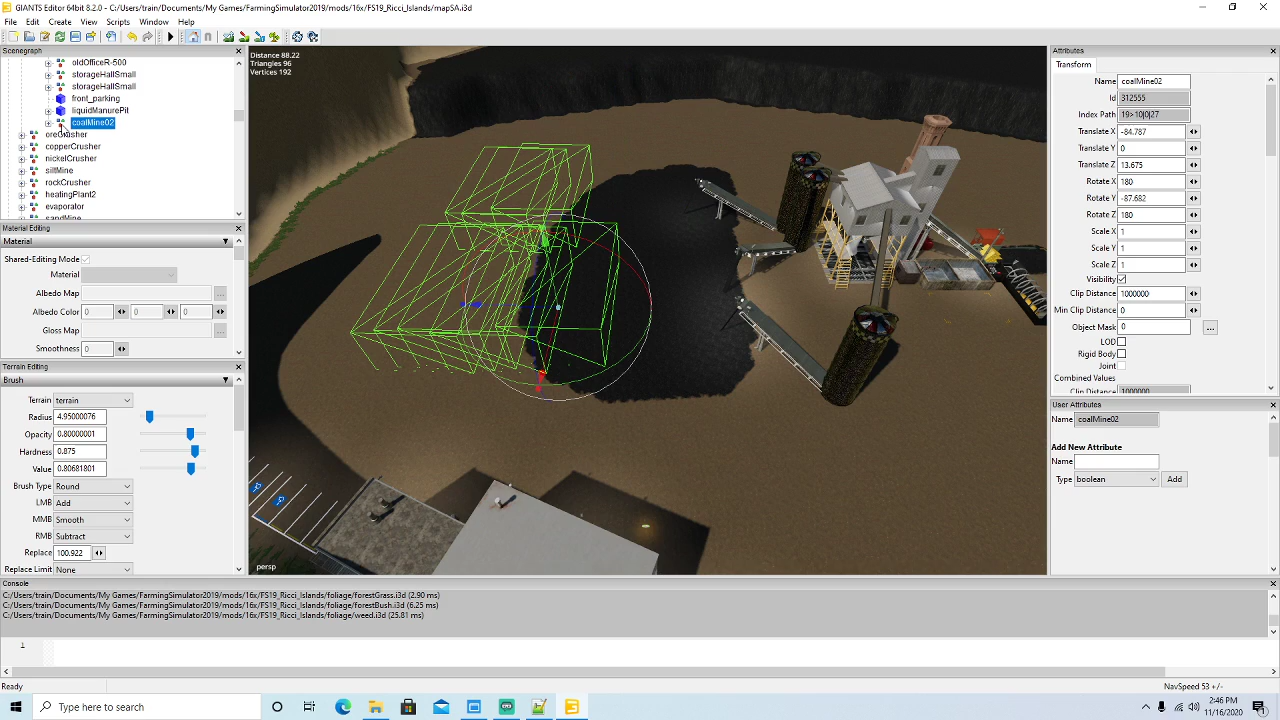 GIANTS Editor 64bit 8.2.0 - C:/Users/train/Documents/My Games/FarmingSimulator2019/mods/16x/FS19_Ricci_Islands/mapSA.i3d
File Edit Create View Scripts Window Help
Scenegraph
oldOfficeR-500
storageHallSmall
storageHallSmall
front_parking
liquidManurePit
coalMine02
oreCrusher
copperCrusher
nickelCrusher
siltMine
rockCrusher
heatingPlant2
evaporator
sandMine
Material Editing
Material
Shared-Editing Mode
Material
Albedo Map ...
Albedo Color 0 0 0
Gloss Map ...
Smoothness 0
Terrain Editing
Brush
Terrain terrain
Radius 4.95000076
Opacity 0.80000001
Hardness 0.875
Value 0.80681801
Brush Type Round
LMB Add
MMB Smooth
RMB Subtract
Replace 100.922
Replace Limit None
Distance 88.22
Triangles 96
Vertices 192
persp
Attributes
Transform
Name coalMine02
Id 312555
Index Path 19>10|0|27
Translate X -84.787
Translate Y 0
Translate Z 13.675
Rotate X 180
Rotate Y -87.682
Rotate Z 180
Scale X 1
Scale Y 1
Scale Z 1
Visibility
Clip Distance 1000000
Min Clip Distance 0
Object Mask 0 ...
LOD
Rigid Body
Joint
Combined Values
Clip Distance 1000000
User Attributes
Name coalMine02
Add New Attribute
Name
Type boolean Add
Console
C:/Users/train/Documents/My Games/FarmingSimulator2019/mods/16x/FS19_Ricci_Islands/foliage/forestGrass.i3d (2.90 ms)
C:/Users/train/Documents/My Games/FarmingSimulator2019/mods/16x/FS19_Ricci_Islands/foliage/forestBush.i3d (6.25 ms)
C:/Users/train/Documents/My Games/FarmingSimulator2019/mods/16x/FS19_Ricci_Islands/foliage/weed.i3d (25.81 ms)
1
Ready
NavSpeed 53 +/-
Type here to search
2:46 PM
11/16/2020